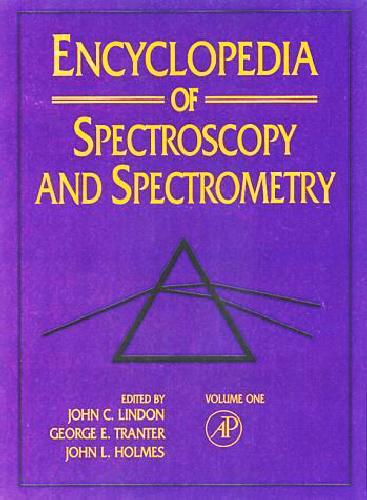 ENCYCLOPEDIA
OF
SPECTROSCOPY
AND SPECTROMETRY
EDITED BY
JOHN C. LINDON
GEORGE E. TRANTER
JOHN L. HOLMES
VOLUME ONE
AP